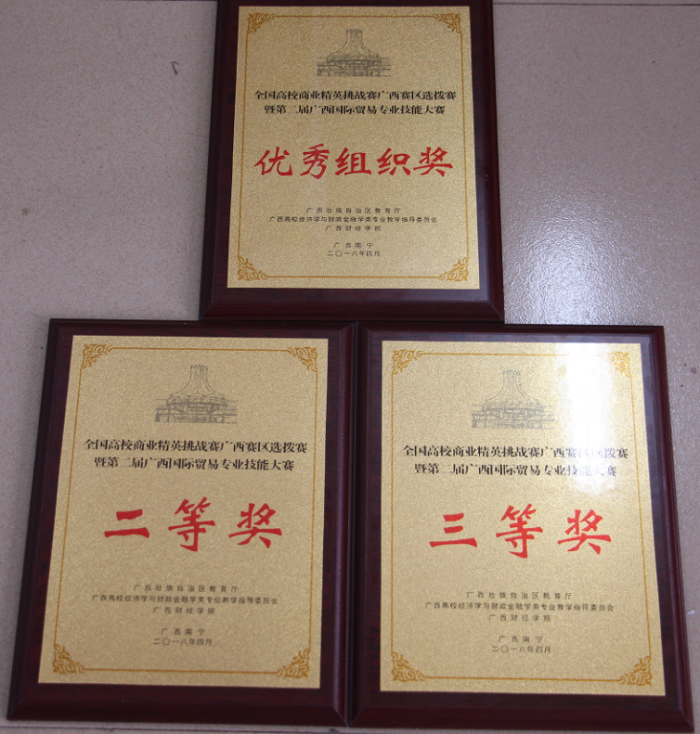 全国高校商业精英挑战赛广西赛区选拨赛
暨第二届广西国际贸易专业技能大赛
优秀组织奖
广西壮族自治区教育厅
广西高校经济学与财政金融学类专业教学指导委员会
广西财经学院
广西南宁
二〇一八年四月
全国高校商业精英挑战赛广西赛区选拨赛
暨第二届广西国际贸易专业技能大赛
二等奖
广西壮族自治区教育厅
广西高校经济学与财政金融学类专业教学指导委员会
广西财经学院
广西南宁
二〇一八年四月
全国高校商业精英挑战赛广西赛区选拨赛
暨第二届广西国际贸易专业技能大赛
三等奖
广西壮族自治区教育厅
广西高校经济学与财政金融学类专业教学指导委员会
广西财经学院
广西南宁
二〇一八年四月